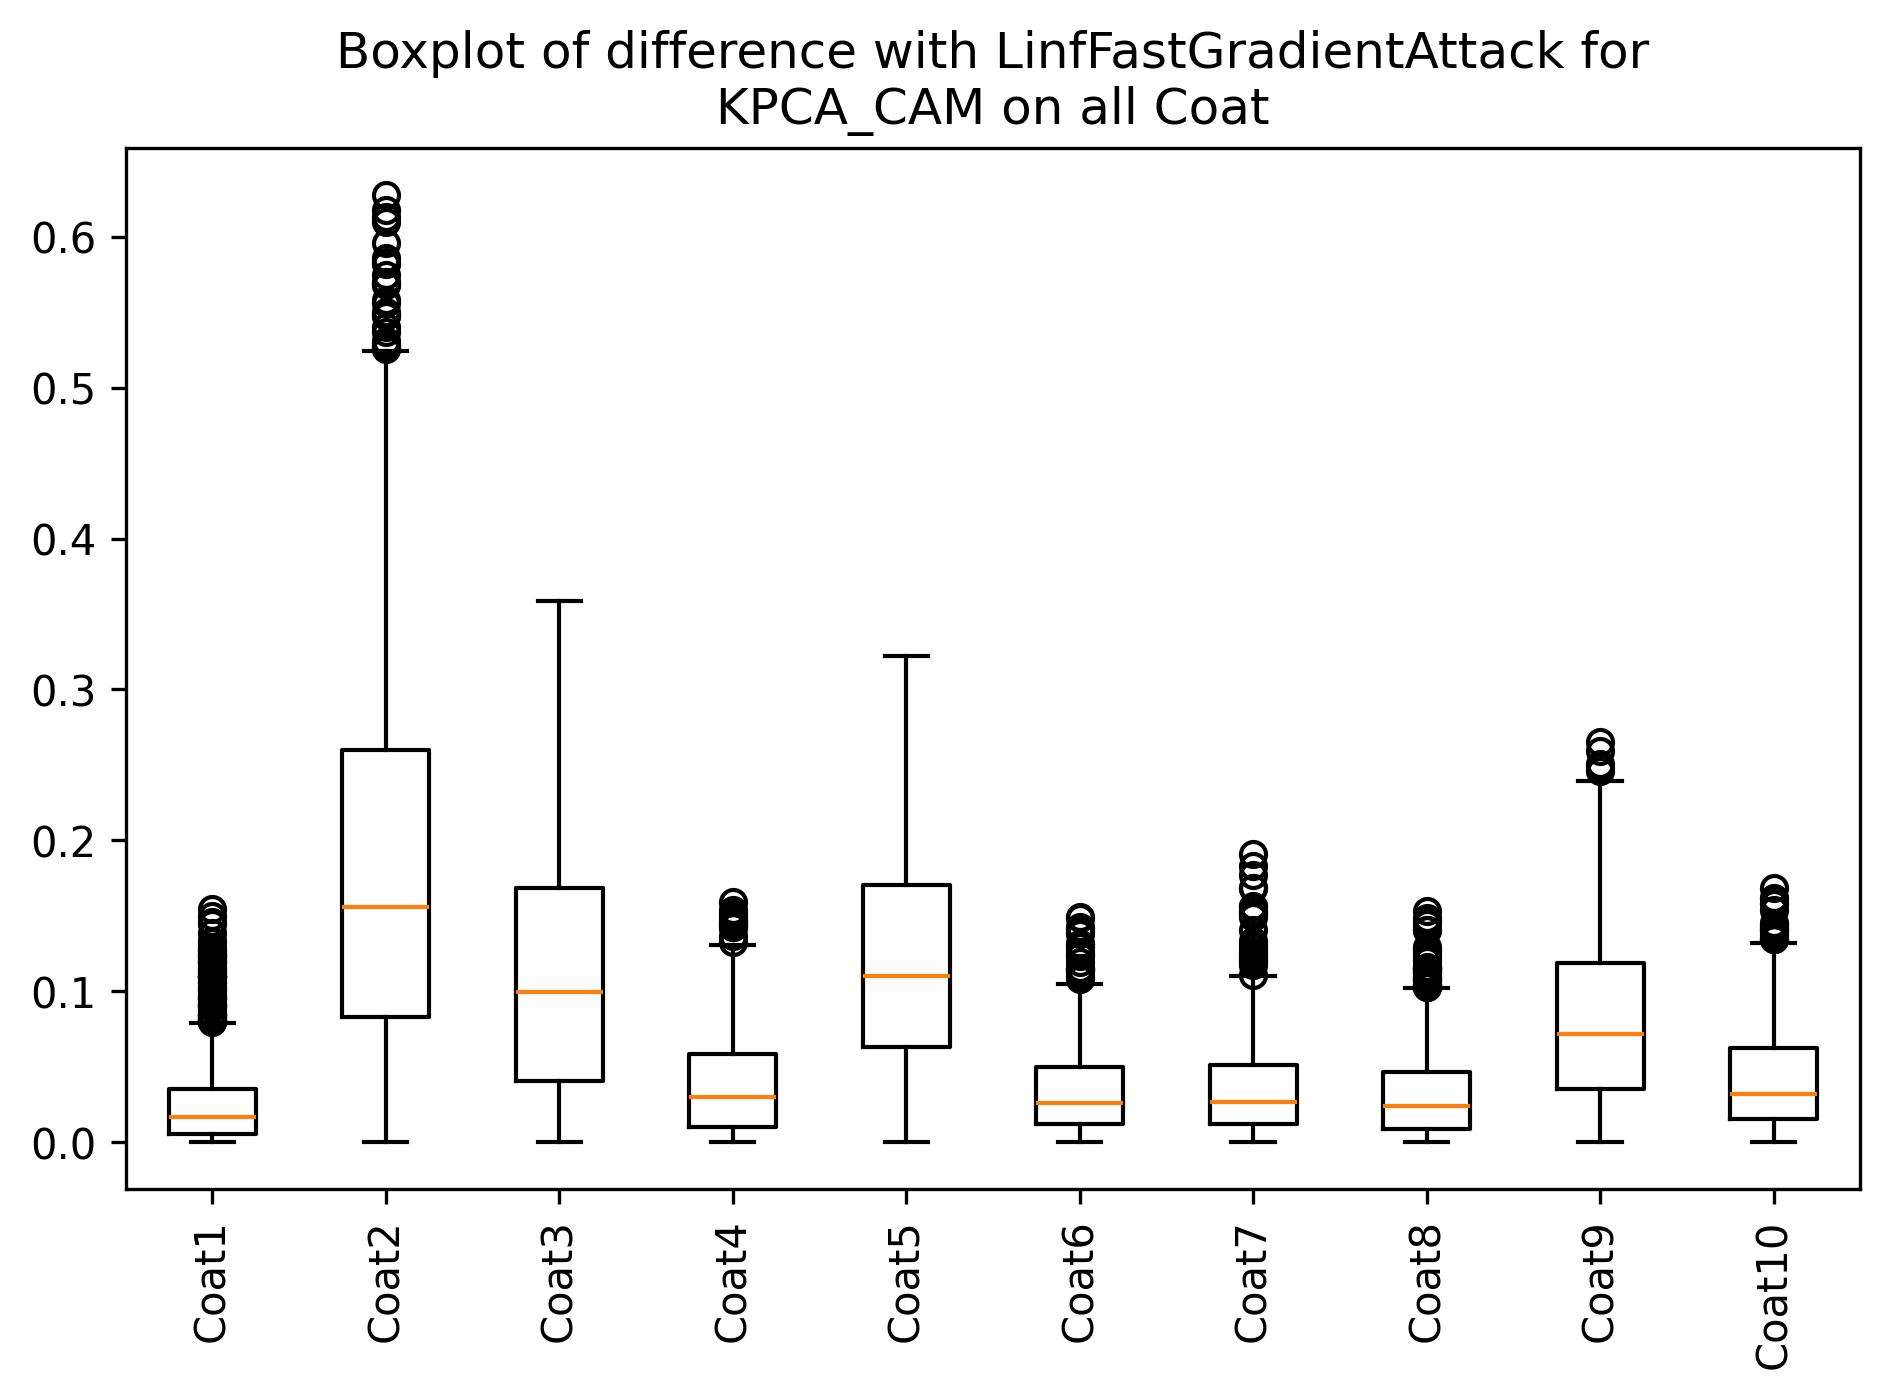 Boxplot of difference with LinfFastGradientAttack for
KPCA_CAM on all Coat
0.6
0.5
0.4
0.3
0.2
0.1
0.0
Coat1
Coat2
Coat3
Coat4
Coat5
Coat6
Coat7
Coat8
Coat9
Coat10